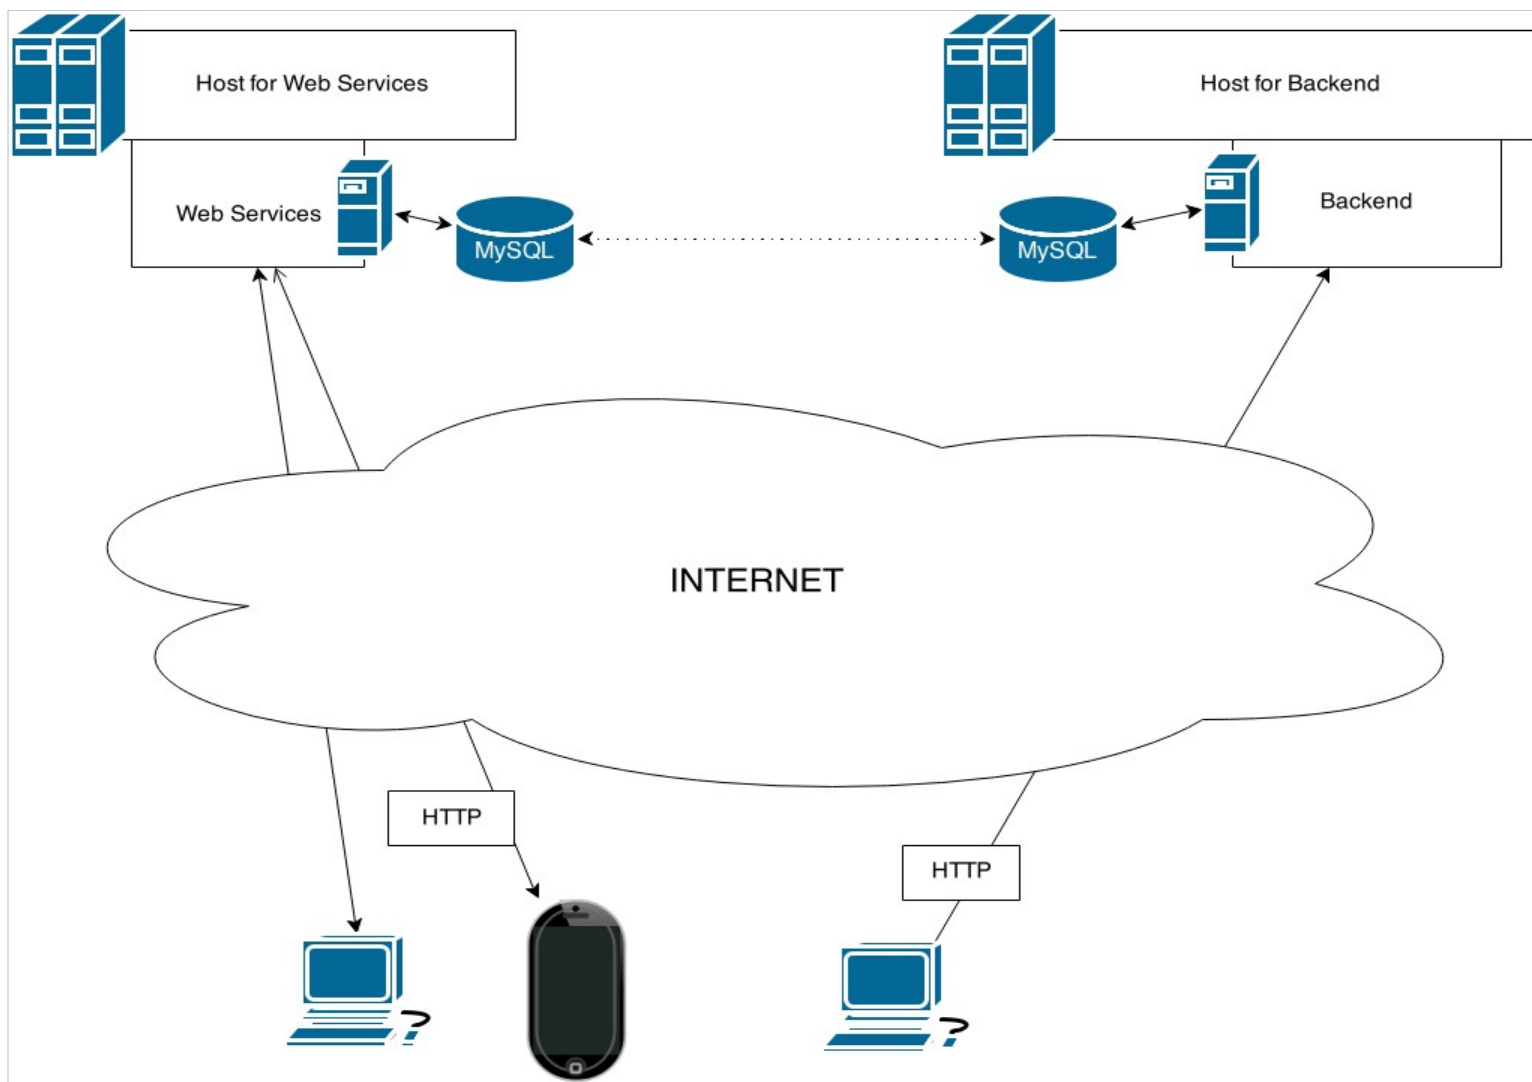 Host for Web Services
Host for Backend
Web Services
MySQL
MySQL
Backend
INTERNET
HTTP
HTTP